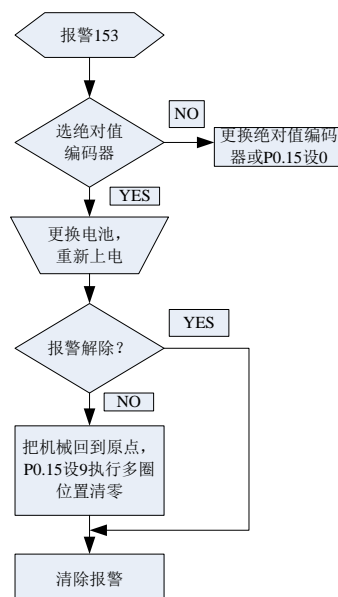 报警153
选绝对值
编码器
NO
更换绝对值编码
器或P0.15设0
YES
更换电池，
重新上电
报警解除？
YES
NO
把机械回到原点，
P0.15设9执行多圈
位置清零
清除报警